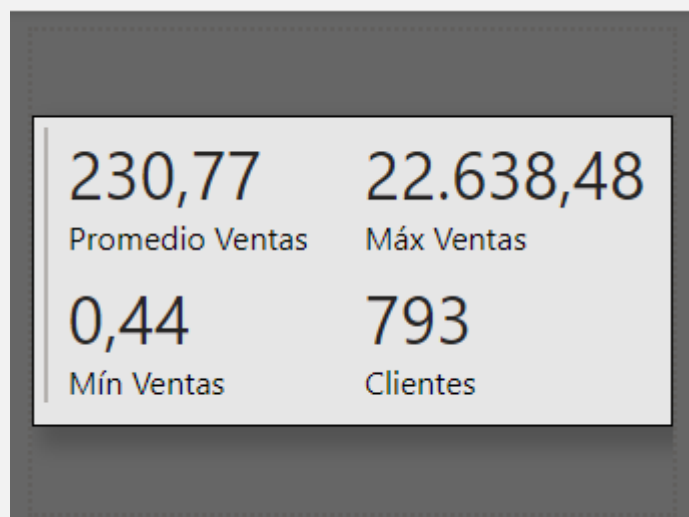 230,77 22.638,48
Promedio Ventas Máx Ventas
0,44 793
Mín Ventas Clientes